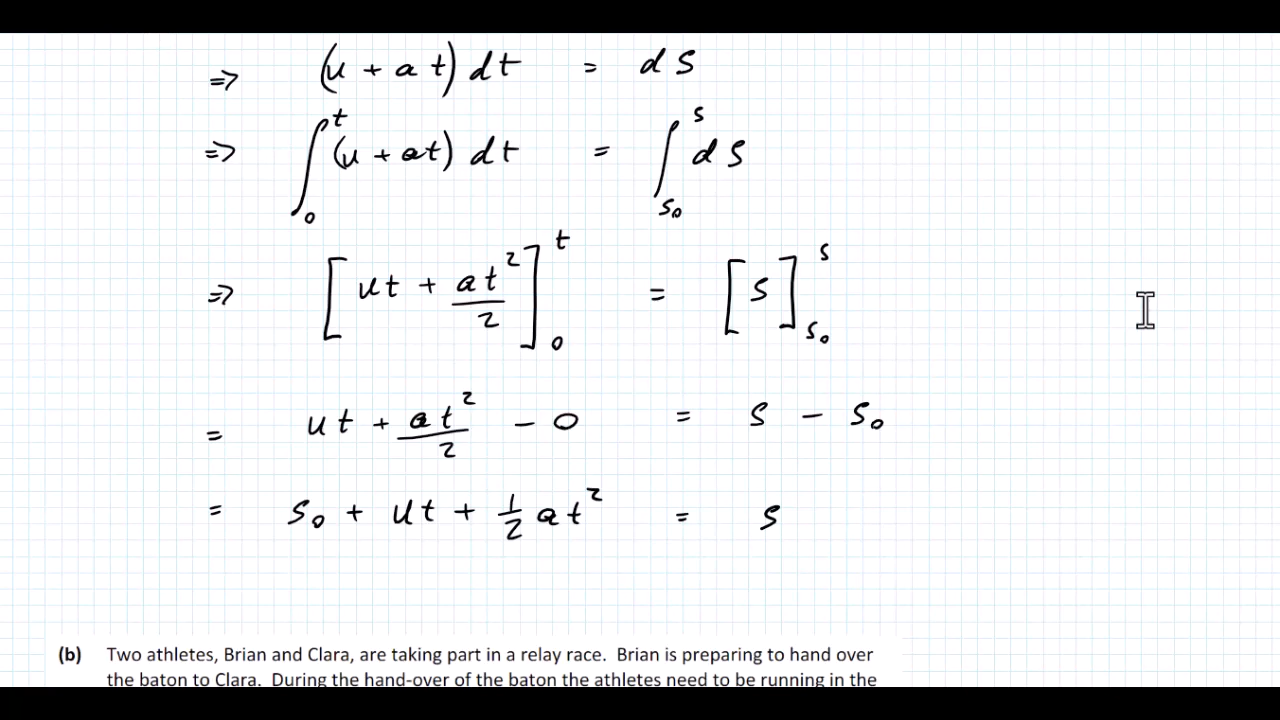 ⇒ (u + at) dt = ds
⇒ ∫₀ᵗ (u + at) dt = ∫ₛ₀ˢ ds
⇒ [ut + at²/2]₀ᵗ = [s]ₛ₀ˢ
= ut + at²/2 − 0 = s − s₀
= s₀ + ut + ½at² = s
(b) Two athletes, Brian and Clara, are taking part in a relay race. Brian is preparing to hand over
the baton to Clara. During the hand-over of the baton the athletes need to be running in the